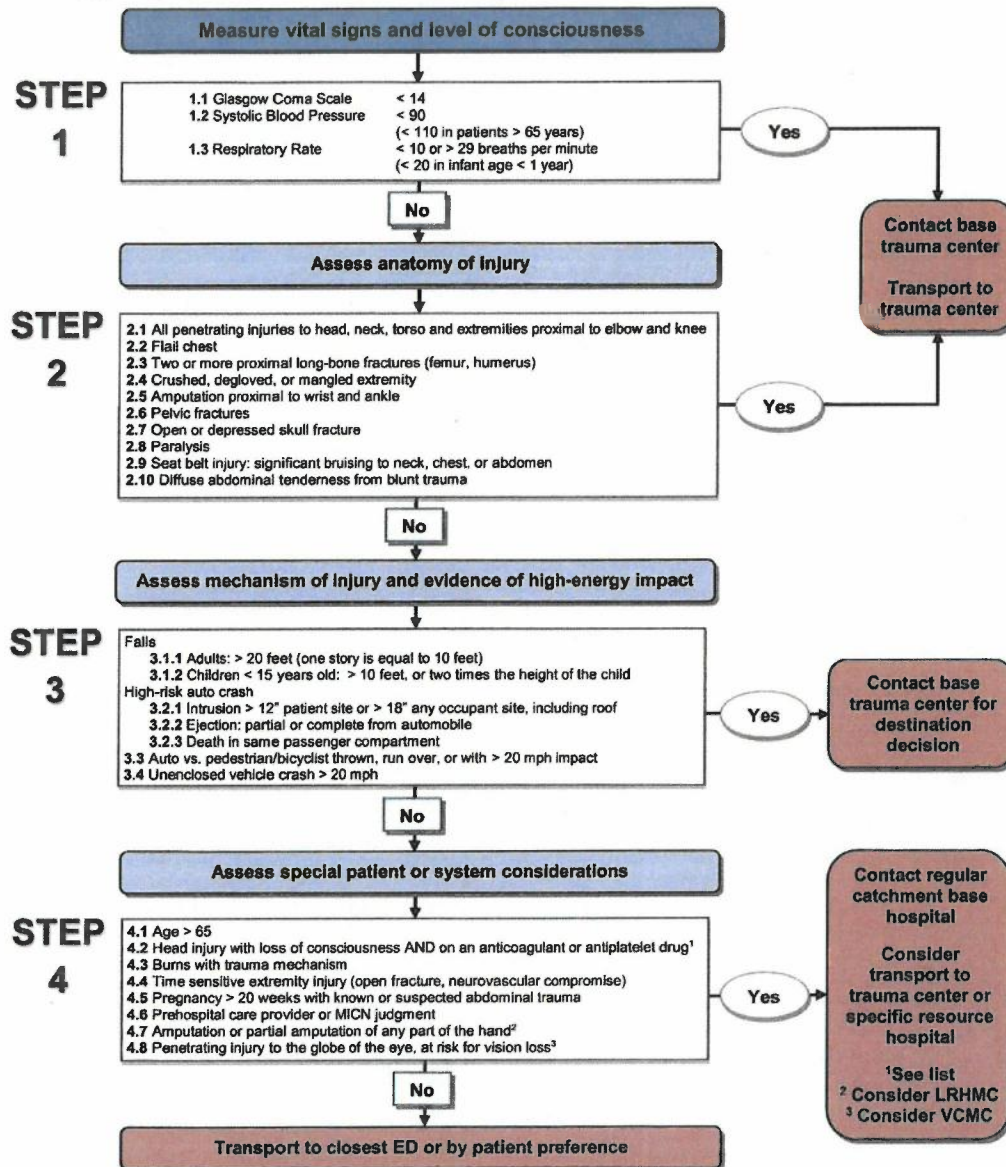 Measure vital signs and level of consciousness
STEP
1
1.1 Glasgow Coma Scale < 14
1.2 Systolic Blood Pressure < 90
(< 110 in patients > 65 years)
1.3 Respiratory Rate < 10 or > 29 breaths per minute
(< 20 in infant age < 1 year)
Yes
No
Contact base
trauma center
Transport to
trauma center
Assess anatomy of injury
STEP
2
2.1 All penetrating injuries to head, neck, torso and extremities proximal to elbow and knee
2.2 Flail chest
2.3 Two or more proximal long-bone fractures (femur, humerus)
2.4 Crushed, degloved, or mangled extremity
2.5 Amputation proximal to wrist and ankle
2.6 Pelvic fractures
2.7 Open or depressed skull fracture
2.8 Paralysis
2.9 Seat belt injury: significant bruising to neck, chest, or abdomen
2.10 Diffuse abdominal tenderness from blunt trauma
Yes
No
Assess mechanism of injury and evidence of high-energy impact
STEP
3
Falls
3.1.1 Adults: > 20 feet (one story is equal to 10 feet)
3.1.2 Children < 15 years old: > 10 feet, or two times the height of the child
High-risk auto crash
3.2.1 Intrusion > 12" patient site or > 18" any occupant site, including roof
3.2.2 Ejection: partial or complete from automobile
3.2.3 Death in same passenger compartment
3.3 Auto vs. pedestrian/bicyclist thrown, run over, or with > 20 mph impact
3.4 Unenclosed vehicle crash > 20 mph
Yes
Contact base
trauma center for
destination
decision
No
Assess special patient or system considerations
STEP
4
4.1 Age > 65
4.2 Head injury with loss of consciousness AND on an anticoagulant or antiplatelet drug¹
4.3 Burns with trauma mechanism
4.4 Time sensitive extremity injury (open fracture, neurovascular compromise)
4.5 Pregnancy > 20 weeks with known or suspected abdominal trauma
4.6 Prehospital care provider or MICN judgment
4.7 Amputation or partial amputation of any part of the hand²
4.8 Penetrating injury to the globe of the eye, at risk for vision loss³
Yes
Contact regular
catchment base
hospital
Consider
transport to
trauma center or
specific resource
hospital
¹See list
² Consider LRHMC
³ Consider VCMC
No
Transport to closest ED or by patient preference